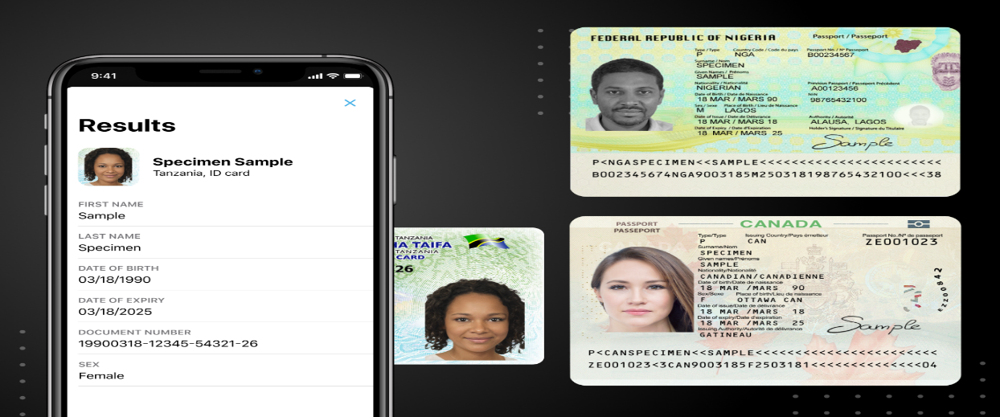 9:41
Results
Specimen Sample
Tanzania, ID card
FIRST NAME
Sample
LAST NAME
Specimen
DATE OF BIRTH
03/18/1990
DATE OF EXPIRY
03/18/2025
DOCUMENT NUMBER
19900318-12345-54321-26
SEX
Female
TANZANIA
HA TAIFA
TANZANIA
CARD
26
FEDERAL REPUBLIC OF NIGERIA Passport / Passeport
Type / Type Country Code / Code du pays Passport No. / Nº Passeport
P NGA B00234567
Surname / Nom
SPECIMEN
Given Names / Prénoms
SAMPLE
Nationality / Nationalité Previous Passport / Passeport Précédent
NIGERIAN A00123456
Date of Birth / Date de Naissance NIN
18 MAR / MARS 90 98765432100
Sex / Sexe Place of Birth / Lieu de Naissance
M LAGOS
Date of Issue / Date de Délivrance Authority / Autorité
18 MAR / MARS 18 ALAUSA, LAGOS
Date of Expiry / Date d'Expiration Holder's Signature / Signature du Titulaire
18 MAR / MARS 25
Sample
P<NGASPECIMEN<<SAMPLE<<<<<<<<<<<<<<<<<<<<<<<
B002345674NGA9003185M25031819876543210​0<<<38
PASSPORT
PASSEPORT
CANADA
Type/Type Issuing Country/Pays émetteur Passport No./Nº de passeport
P CAN ZE001023
Surname/Nom
SPECIMEN
Given names/Prénoms
SAMPLE
Nationality/Nationalité
CANADIAN/CANADIENNE
Date of birth/Date de naissance
18 MAR /MARS 90
Sex/Sexe Place of birth/Lieu de naissance
F OTTAWA CAN
Date of issue/Date de délivrance
18 MAR /MARS 18
Date of expiry/Date d'expiration
18 MAR /MARS 25
Issuing Authority/Autorité de délivrance
GATINEAU
Sample
P<CANSPECIMEN<<SAMPLE<<<<<<<<<<<<<<<<<<<<<<<
ZE001023<3CAN9003185F2503181<<<<<<<<<<<<<<04